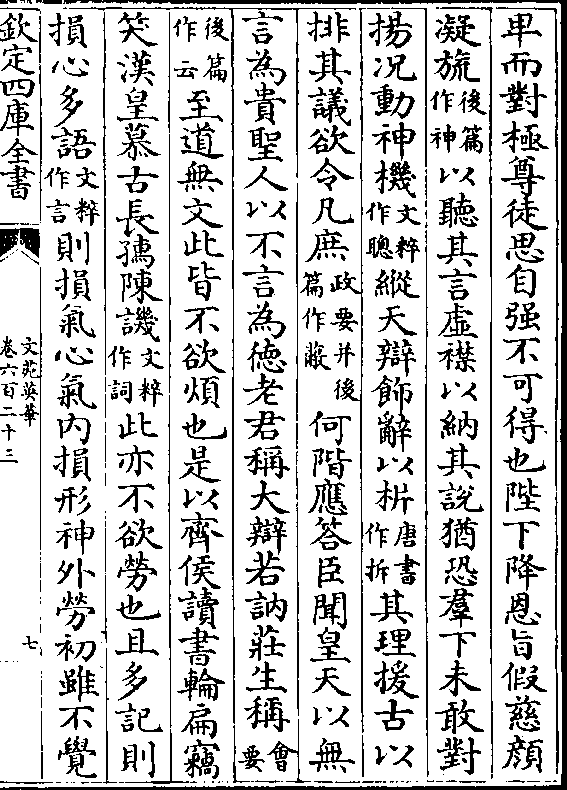 卑而對極尊徒思自强不可得也陛下降恩旨假慈顔
凝旒後篇作神以聽其言虛襟以納其說猶恐羣下未敢對
揚况動神機文粹作聰縱天辯飾辭以析唐書作折其理援古以
排其議欲令凡庶政要并後篇作蔽何階應答臣聞皇天以無
言為貴聖人以不言為徳老君稱大辯若訥莊生稱會要
後篇作云至道無文此皆不欲煩也是以齊侯讀書輪扁竊
笑漢皇慕古長孺陳譏文粹作詞此亦不欲勞也且多記則
損心多語文粹作言則損氣心氣内損形神外勞初雖不覺
欽定四庫全書
文苑英華
卷六百二十三
七